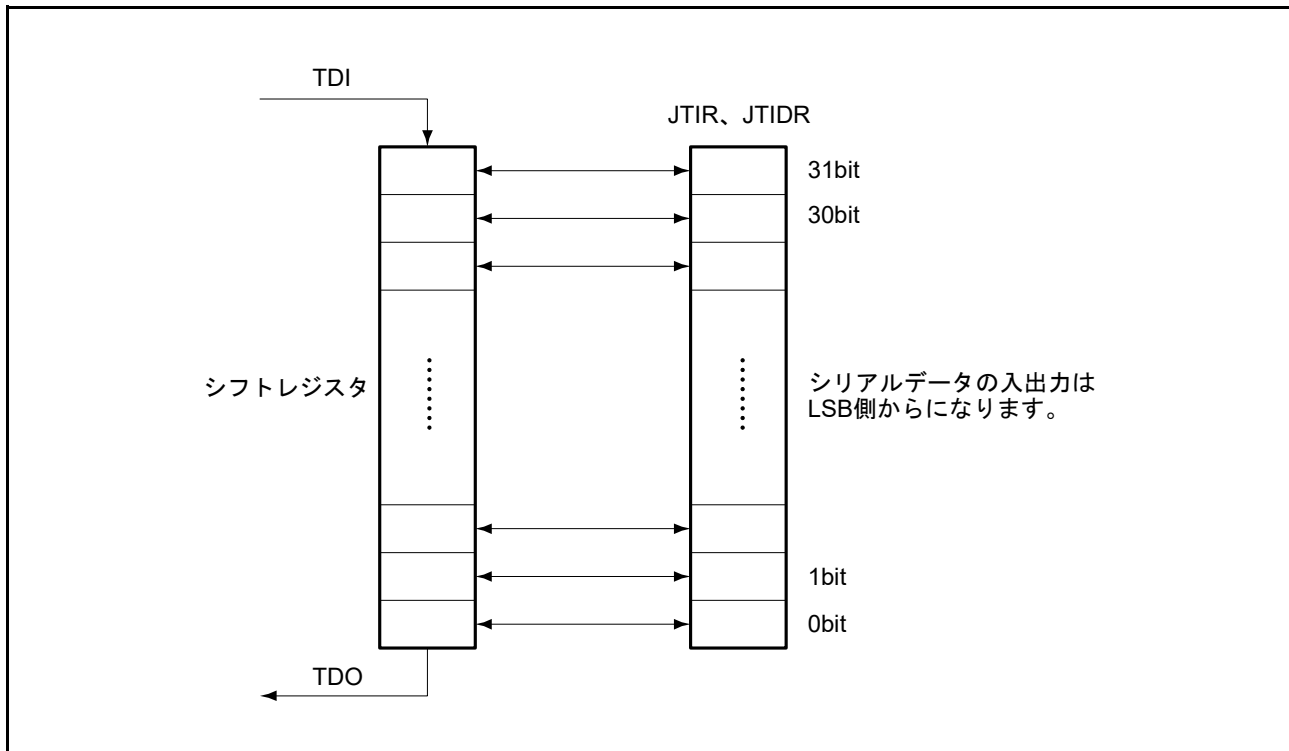 TDI
JTIR、JTIDR
31bit
30bit
シフトレジスタ
シリアルデータの入出力は
LSB側からになります。
1bit
0bit
TDO